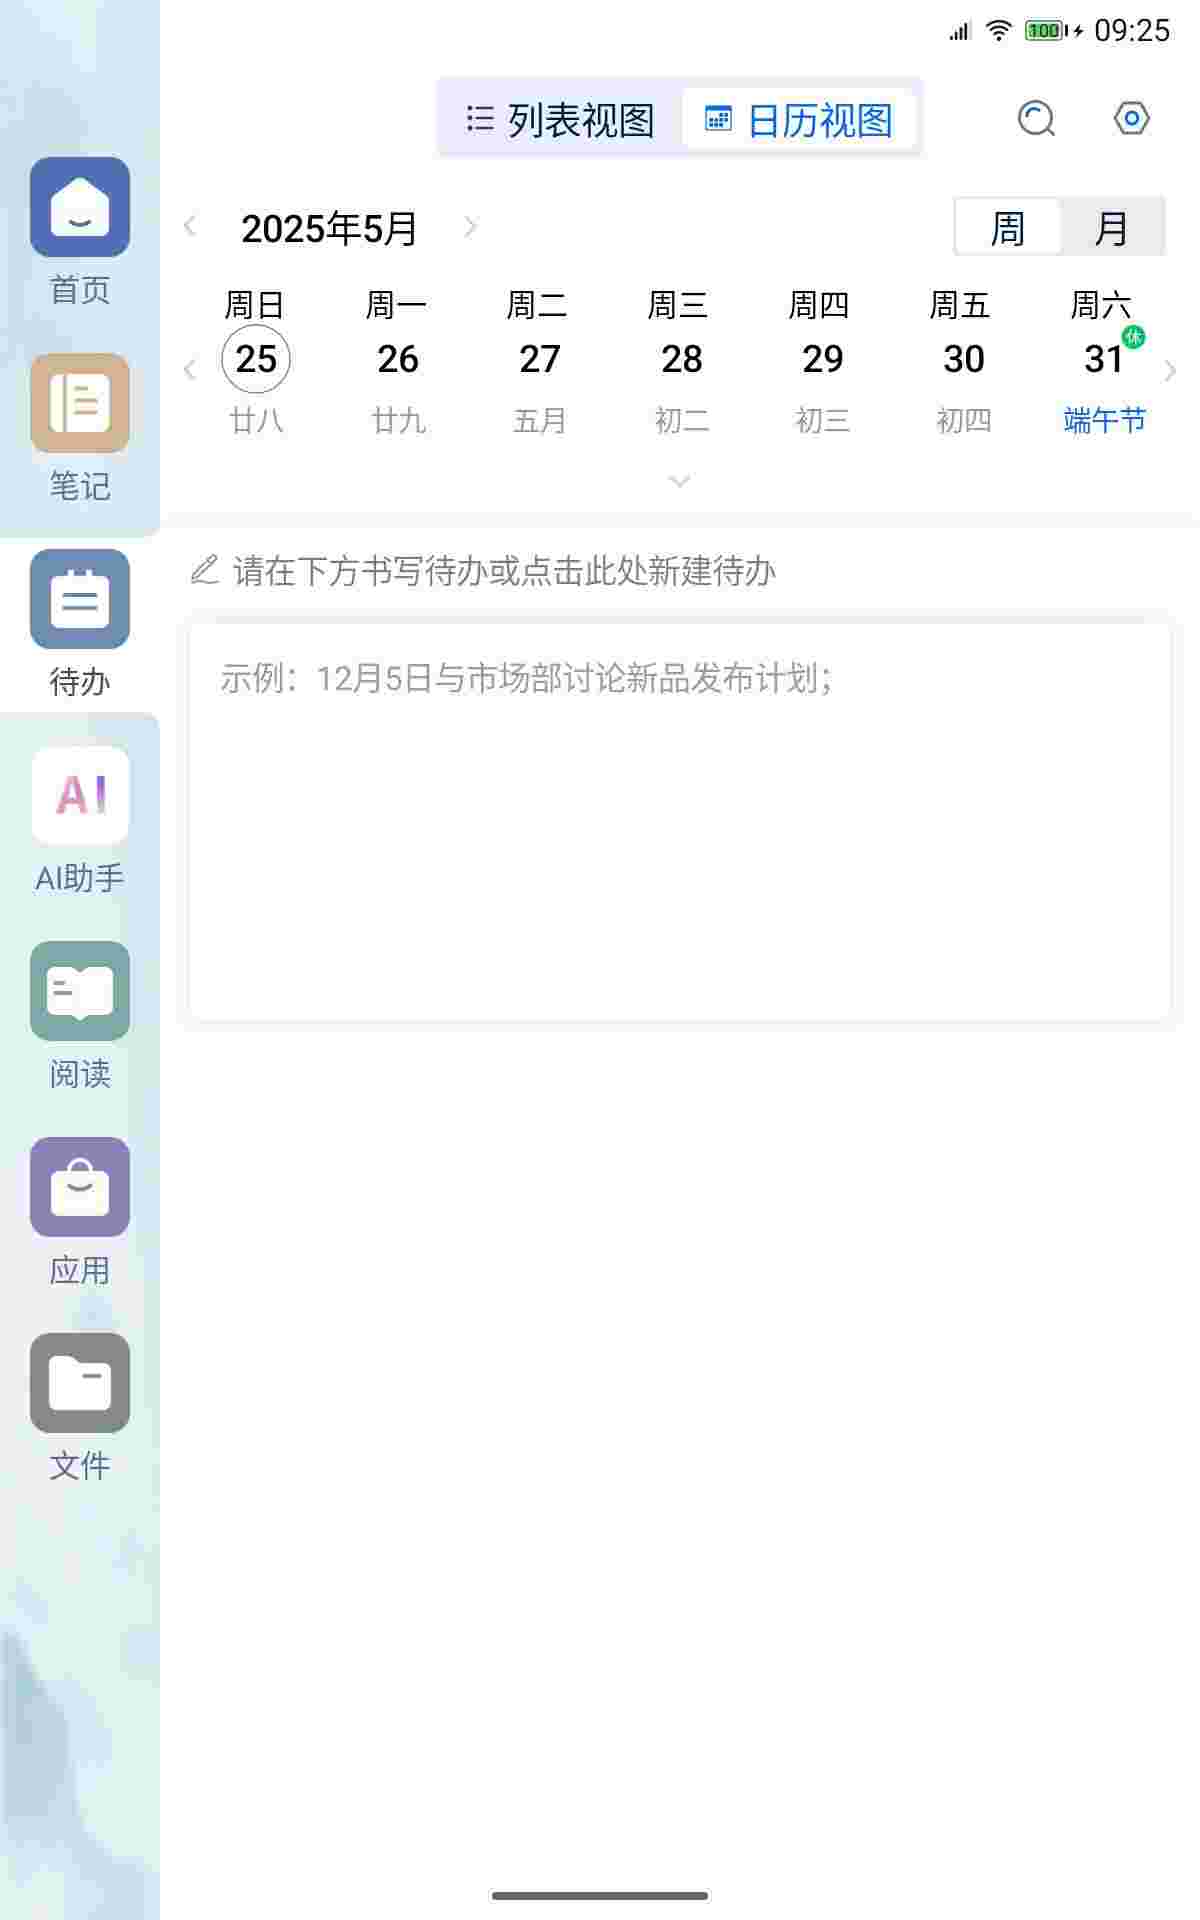 100 09:25
列表视图 日历视图
首页
笔记
待办
AI
AI助手
阅读
应用
文件
2025年5月
周 月
周日 周一 周二 周三 周四 周五 周六
25 26 27 28 29 30 31 休
廿八 廿九 五月 初二 初三 初四 端午节
请在下方书写待办或点击此处新建待办
示例：12月5日与市场部讨论新品发布计划；